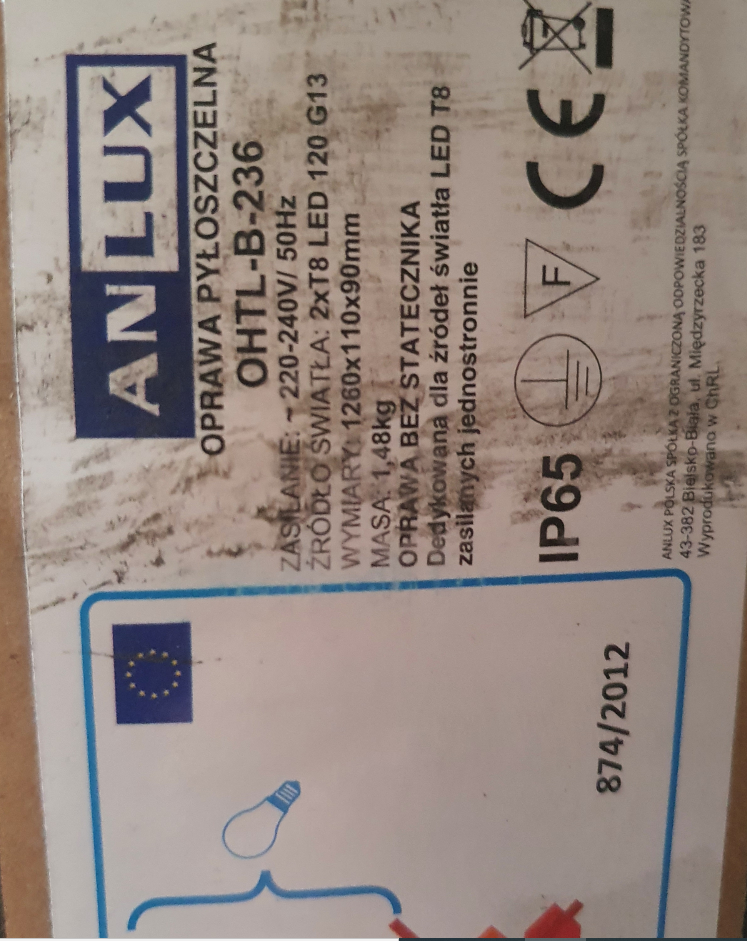 ANLUX
OPRAWA PYŁOSZCZELNA
OHTL-B-236
ZASILANIE: ~ 220-240V/ 50Hz
ŹRÓDŁO ŚWIATŁA: 2xT8 LED 120 G13
WYMIARY: 1260x110x90mm
MASA: 1,48kg
OPRAWA BEZ STATECZNIKA
Dedykowana dla źródeł światła LED T8
zasilanych jednostronnie
IP65 F CE
ANLUX POLSKA SPÓŁKA Z OGRANICZONĄ ODPOWIEDZIALNOŚCIĄ SPÓŁKA KOMANDYTOWA
43-382 Bielsko-Biała, ul. Międzyrzecka 183
Wyprodukowano w ChRL.
874/2012